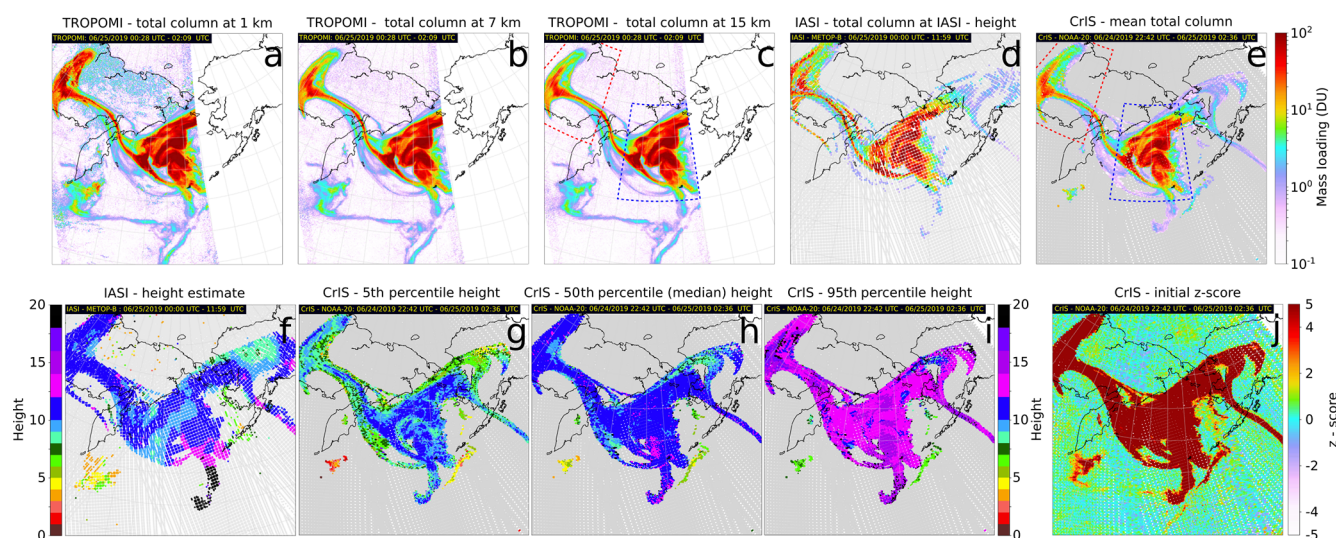 TROPOMI - total column at 1 km
TROPOMI - total column at 7 km
TROPOMI - total column at 15 km
IASI - total column at IASI - height
CrIS - mean total column
TROPOMI: 06/25/2019 00:28 UTC - 02:09 UTC
TROPOMI: 06/25/2019 00:28 UTC - 02:09 UTC
TROPOMI: 06/25/2019 00:28 UTC - 02:09 UTC
IASI - METOP-B : 06/25/2019 00:00 UTC - 11:59 UTC
CrIS - NOAA-20: 06/24/2019 22:42 UTC - 06/25/2019 02:36 UTC
a
b
c
d
e
10²
10¹
10⁰
10⁻¹
Mass loading (DU)
IASI - height estimate
CrIS - 5th percentile height
CrIS - 50th percentile (median) height
CrIS - 95th percentile height
CrIS - initial z-score
IASI - METOP-B : 06/25/2019 00:00 UTC - 11:59 UTC
CrIS - NOAA-20: 06/24/2019 22:42 UTC - 06/25/2019 02:36 UTC
CrIS - NOAA-20: 06/24/2019 22:42 UTC - 06/25/2019 02:36 UTC
CrIS - NOAA-20: 06/24/2019 22:42 UTC - 06/25/2019 02:36 UTC
CrIS - NOAA-20: 06/24/2019 22:42 UTC - 06/25/2019 02:36 UTC
f
g
h
i
j
20
15
10
5
0
Height
20
15
10
5
0
Height
5
4
2
0
-2
-4
-5
z - score